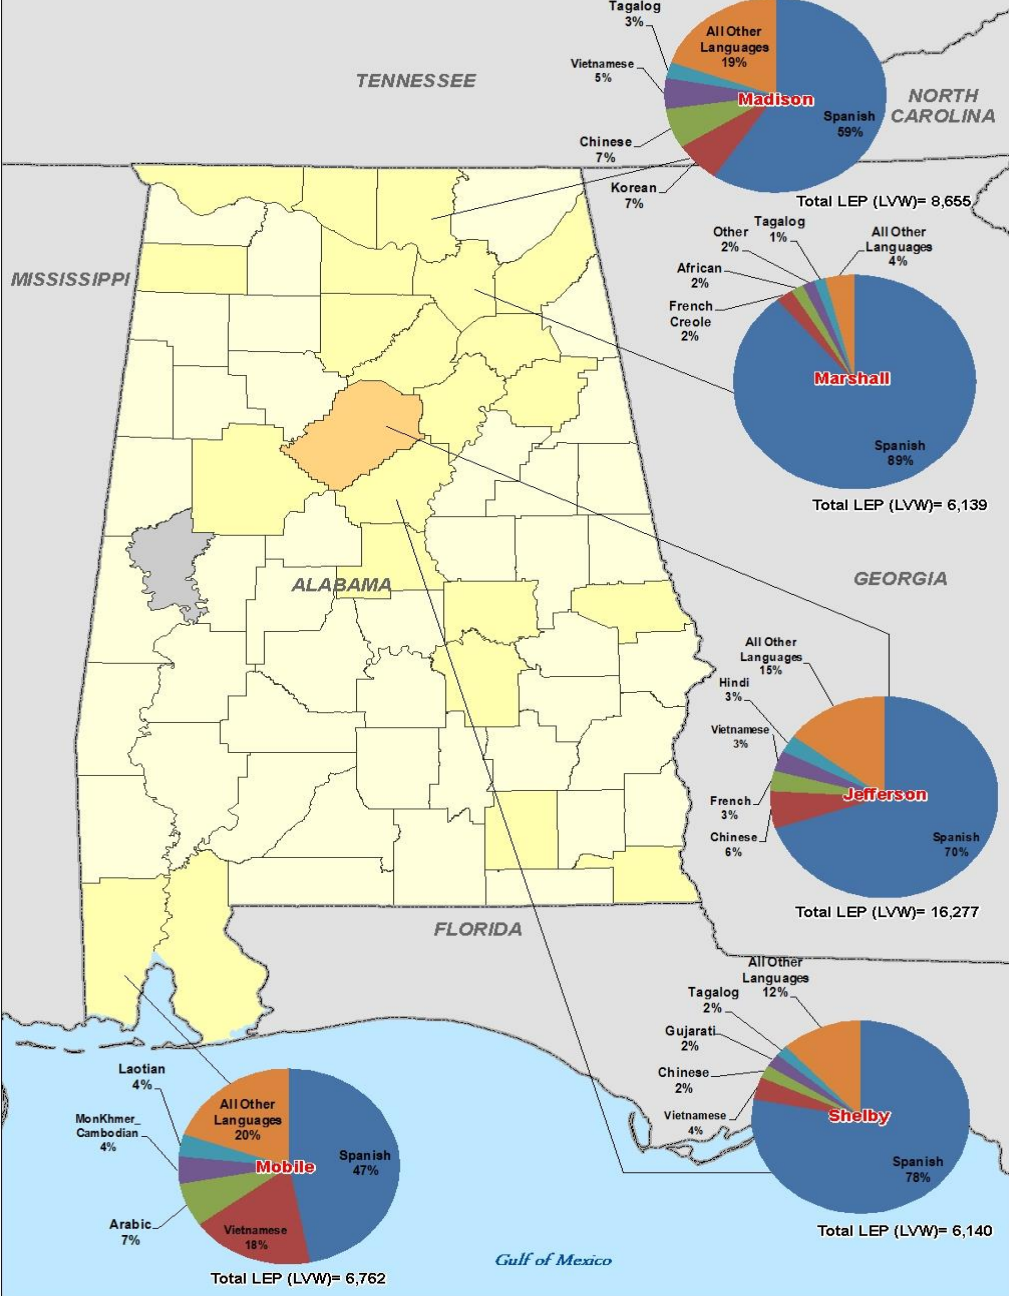 Tagalog
3%
All Other
Languages
19%
Vietnamese
5%
TENNESSEE
Madison
NORTH
CAROLINA
Spanish
59%
Chinese
7%
Korean
7%
Total LEP (LVW)= 8,655
Tagalog
1%
Other
2%
All Other
Languages
4%
African
2%
French
Creole
2%
MISSISSIPPI
Marshall
Spanish
89%
Total LEP (LVW)= 6,139
ALABAMA
GEORGIA
All Other
Languages
15%
Hindi
3%
Vietnamese
3%
French
3%
Chinese
6%
Jefferson
Spanish
70%
Total LEP (LVW)= 16,277
FLORIDA
All Other
Languages
12%
Tagalog
2%
Gujarati
2%
Chinese
2%
Vietnamese
4%
Shelby
Spanish
78%
Total LEP (LVW)= 6,140
Laotian
4%
All Other
Languages
20%
MonKhmer_
Cambodian
4%
Mobile
Spanish
47%
Arabic
7%
Vietnamese
18%
Total LEP (LVW)= 6,762
Gulf of Mexico